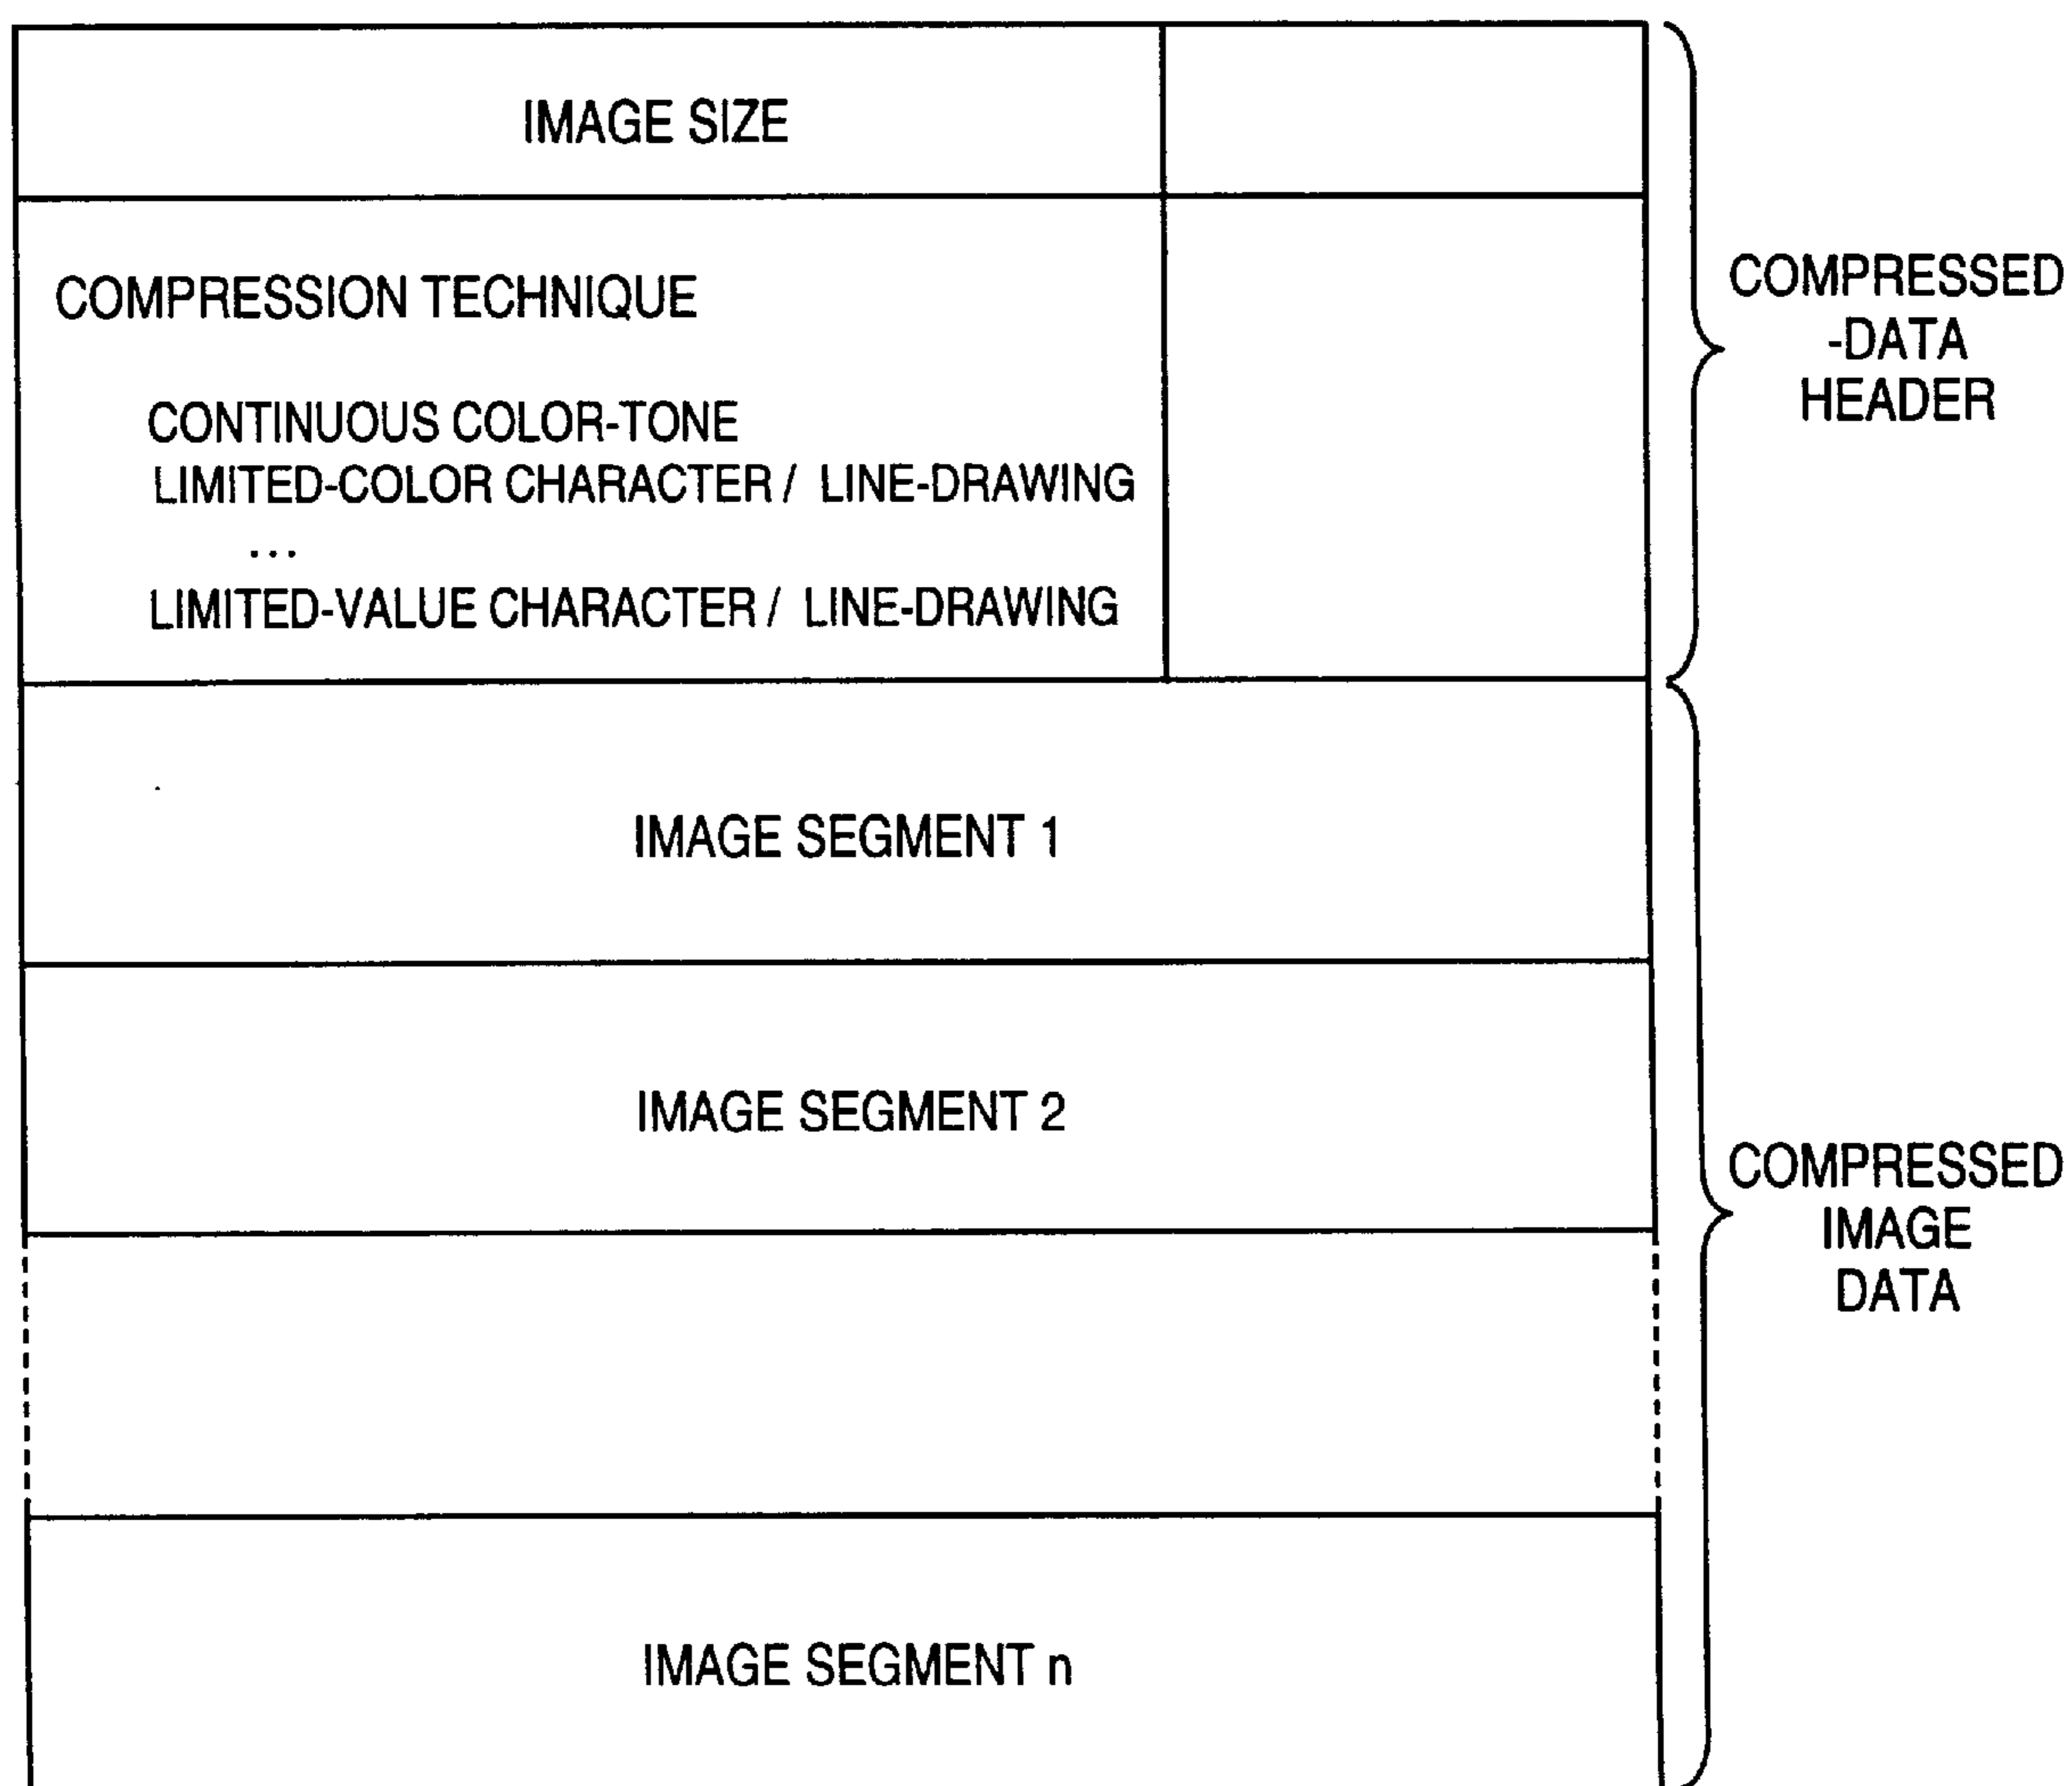 IMAGE SIZE
COMPRESSION TECHNIQUE
CONTINUOUS COLOR-TONE
LIMITED-COLOR CHARACTER / LINE-DRAWING
...
LIMITED-VALUE CHARACTER / LINE-DRAWING
COMPRESSED
-DATA
HEADER
IMAGE SEGMENT 1
IMAGE SEGMENT 2
COMPRESSED
IMAGE
DATA
IMAGE SEGMENT n